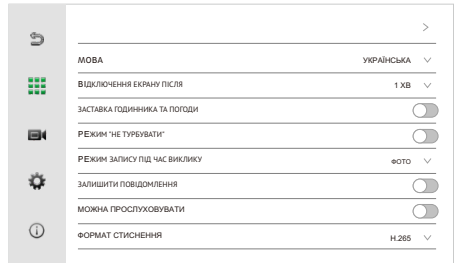 МОВА УКРАЇНСЬКА
ВІДКЛЮЧЕННЯ ЕКРАНУ ПІСЛЯ 1 ХВ
ЗАСТАВКА ГОДИННИКА ТА ПОГОДИ
РЕЖИМ "НЕ ТУРБУВАТИ"
РЕЖИМ ЗАПИСУ ПІД ЧАС ВИКЛИКУ ФОТО
ЗАЛИШИТИ ПОВІДОМЛЕННЯ
МОЖНА ПРОСЛУХОВУВАТИ
ФОРМАТ СТИСНЕННЯ H.265